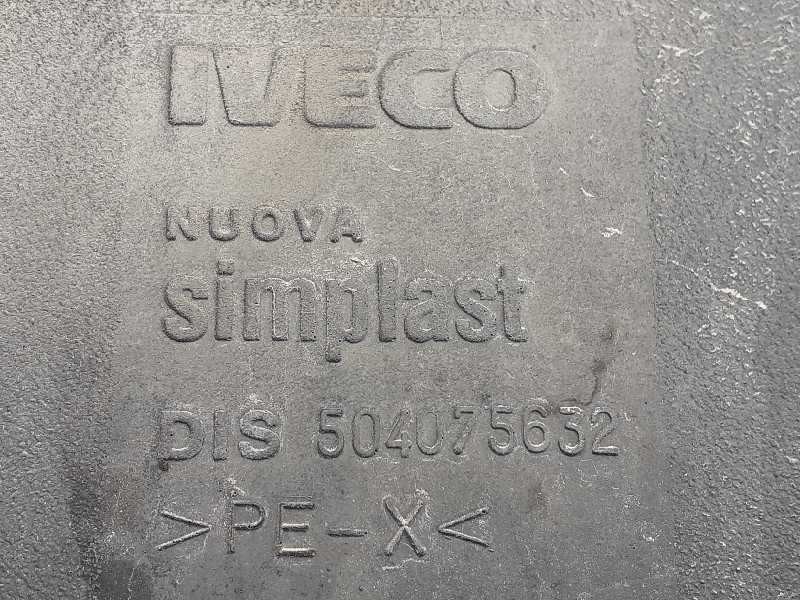 IVECO
NUOVA
simplast
DIS 504075632
>PE-X<